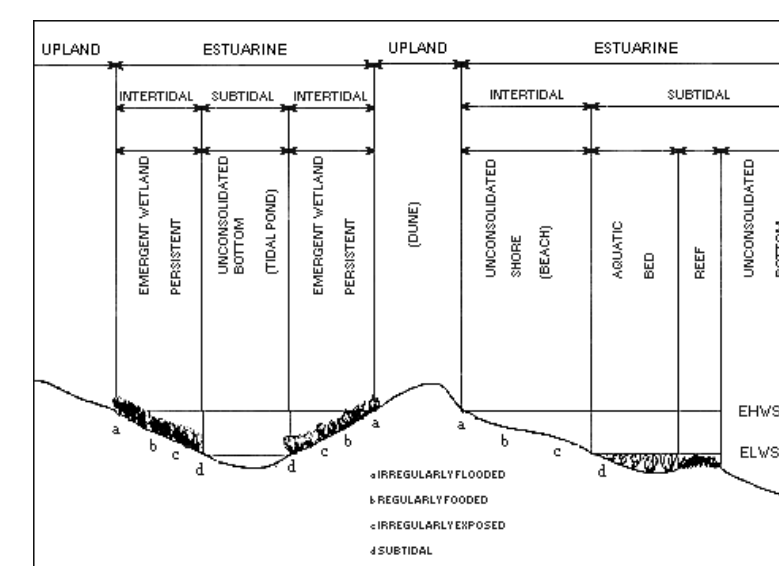 UPLAND ESTUARINE UPLAND ESTUARINE
INTERTIDAL SUBTIDAL INTERTIDAL INTERTIDAL SUBTIDAL
EMERGENT WETLAND
PERSISTENT
UNCONSOLIDATED
BOTTOM
(TIDAL POND)
EMERGENT WETLAND
PERSISTENT
(DUNE)
UNCONSOLIDATED
SHORE
(BEACH)
AQUATIC
BED
REEF
UNCONSOLIDATED
BOTTOM
EHWS
ELWS
a b c d
d c b a
a b c d
a IRREGULARLY FLOODED
b REGULARLY FOODED
c IRREGULARLY EXPOSED
d SUBTIDAL